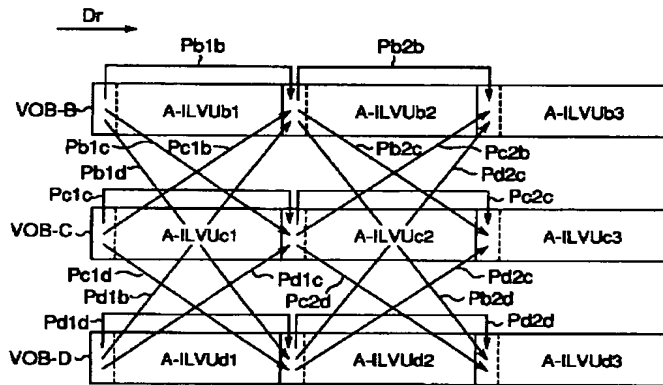 Dr
Pb1b Pb2b
VOB-B A-ILVUb1 A-ILVUb2 A-ILVUb3
Pb1c Pc1b Pb2c Pc2b
Pb1d Pd2c
Pc1c Pc2c
VOB-C A-ILVUc1 A-ILVUc2 A-ILVUc3
Pc1d Pd1c Pd2c
Pd1b Pc2d Pb2d
Pd1d Pd2d
VOB-D A-ILVUd1 A-ILVUd2 A-ILVUd3